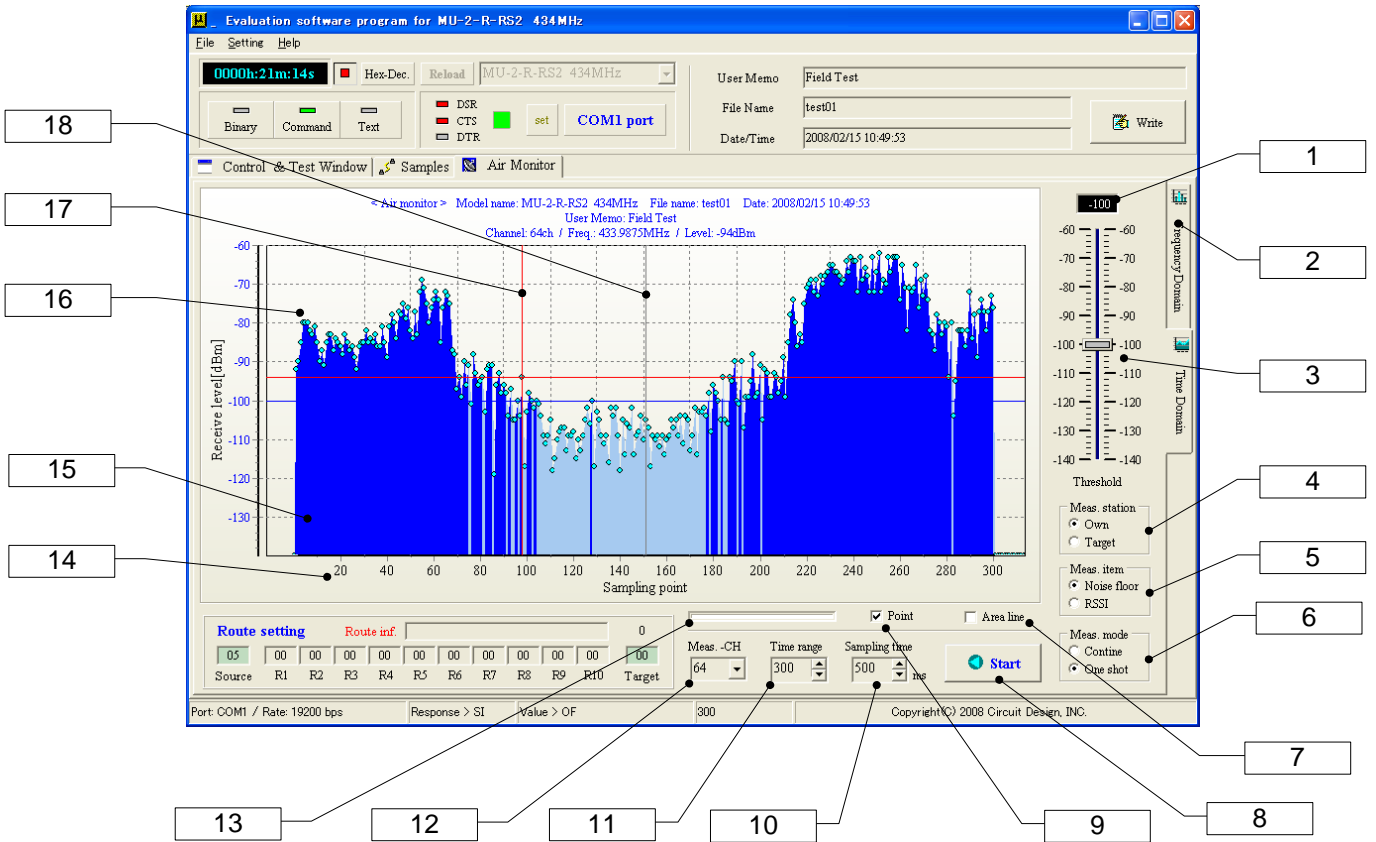 Evaluation software program for MU-2-R-RS2 434MHz
File Setting Help
0000h:21m:14s Hex-Dec. Reload MU-2-R-RS2 434MHz
Binary Command Text
DSR
CTS
DTR
set COM1 port
User Memo Field Test
File Name test01
Date/Time 2008/02/15 10:49:53
Write
Control & Test Window Samples Air Monitor
< Air monitor > Model name: MU-2-R-RS2 434MHz File name: test01 Date: 2008/02/15 10:49:53
User Memo: Field Test
Channel: 64ch / Freq.: 433.9875MHz / Level: -94dBm
Receive level[dBm]
-60
-70
-80
-90
-100
-110
-120
-130
20 40 60 80 100 120 140 160 180 200 220 240 260 280 300
Sampling point
-100
-60 -60
-70 -70
-80 -80
-90 -90
-100 -100
-110 -110
-120 -120
-130 -130
-140 -140
Threshold
requency Domain
Time Domain
Meas. station
Own
Target
Meas. item
Noise floor
RSSI
Meas. mode
Contine
One shot
Point Area line
Route setting Route inf. 0
05 00 00 00 00 00 00 00 00 00 00 00
Source R1 R2 R3 R4 R5 R6 R7 R8 R9 R10 Target
Meas. -CH Time range Sampling time
64 300 500 ms
Start
Port: COM1 / Rate: 19200 bps Response > SI Value > OF 300 Copyright(C) 2008 Circuit Design, INC.
1
2
3
4
5
6
7
8
9
10
11
12
13
14
15
16
17
18